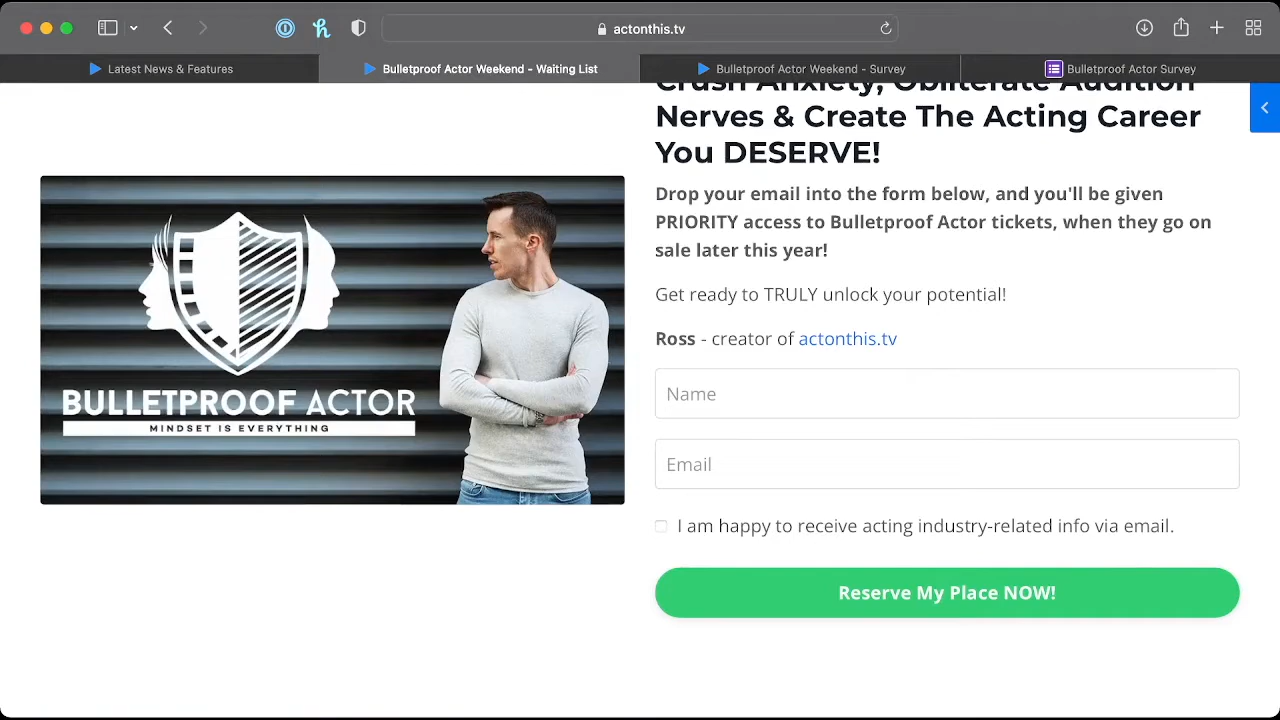 actonthis.tv
Latest News & Features
Bulletproof Actor Weekend - Waiting List
Bulletproof Actor Weekend - Survey
Bulletproof Actor Survey
Crush Anxiety, Obliterate Audition
Nerves & Create The Acting Career
You DESERVE!
Drop your email into the form below, and you'll be given
PRIORITY access to Bulletproof Actor tickets, when they go on
sale later this year!
Get ready to TRULY unlock your potential!
Ross - creator of actonthis.tv
Name
Email
I am happy to receive acting industry-related info via email.
Reserve My Place NOW!
BULLETPROOF ACTOR
MINDSET IS EVERYTHING